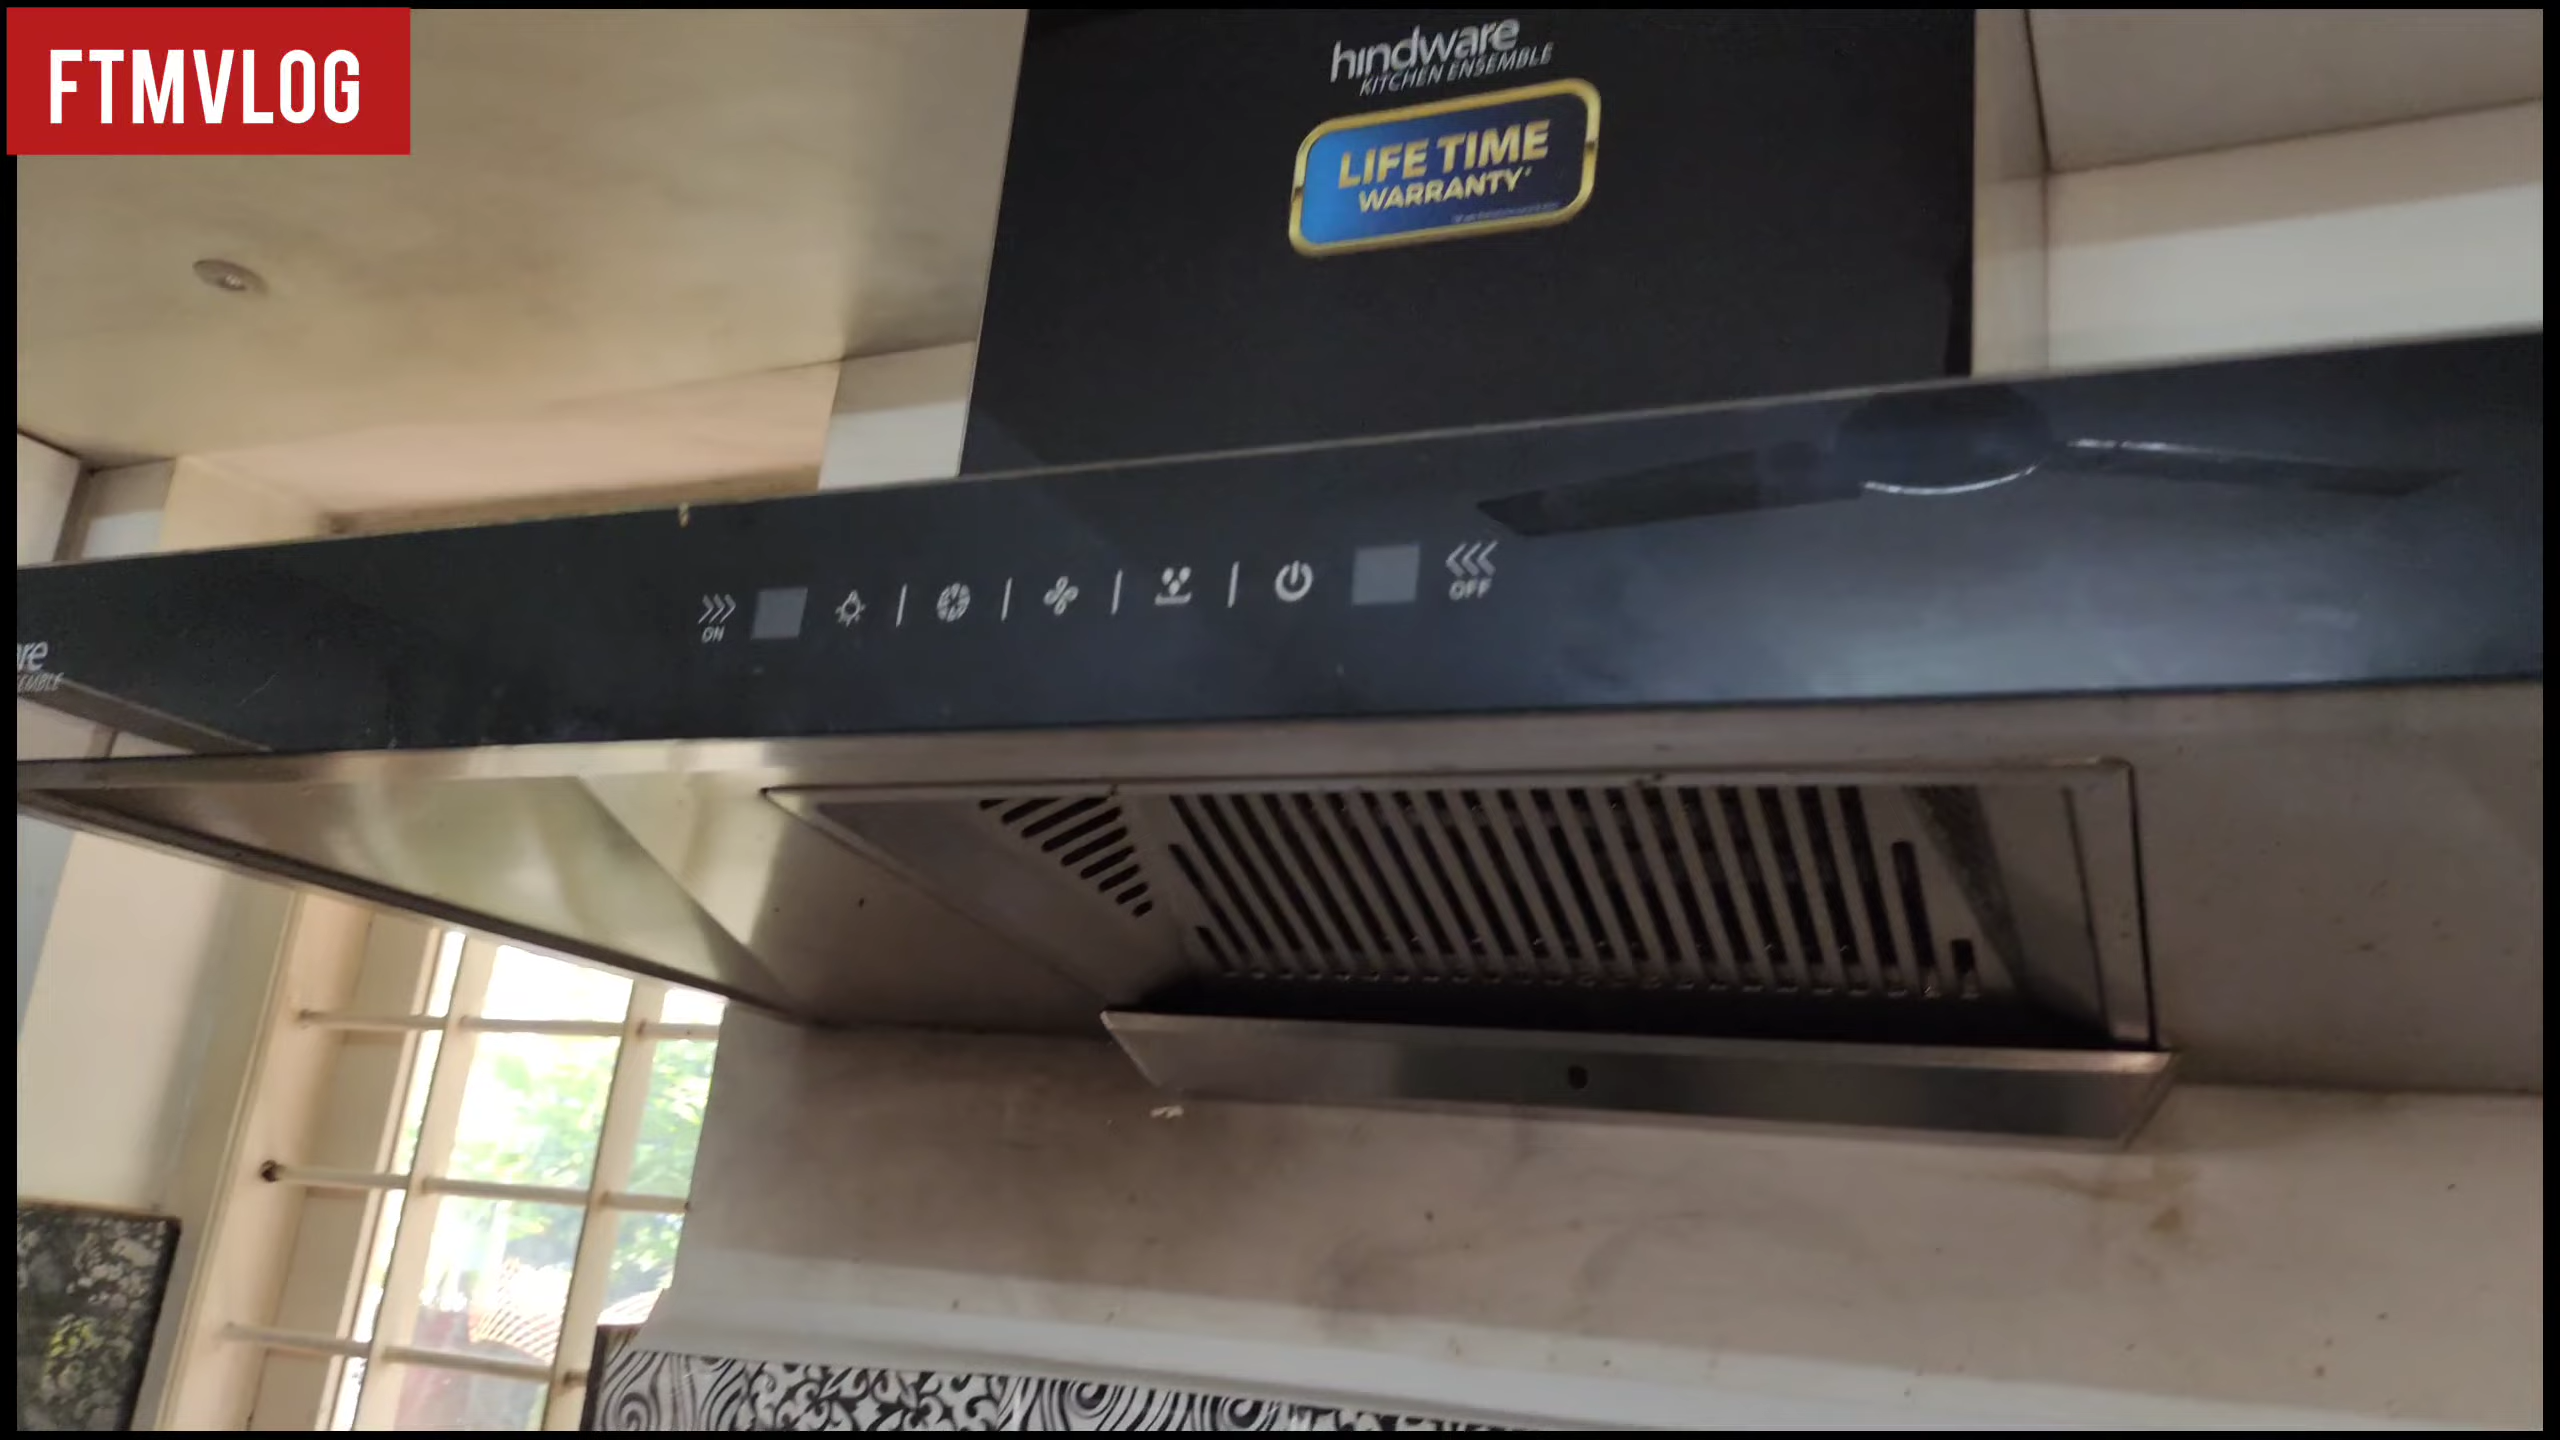 FTMVLOG
hindware
KITCHEN ENSEMBLE
LIFE TIME
WARRANTY*
ON
OFF